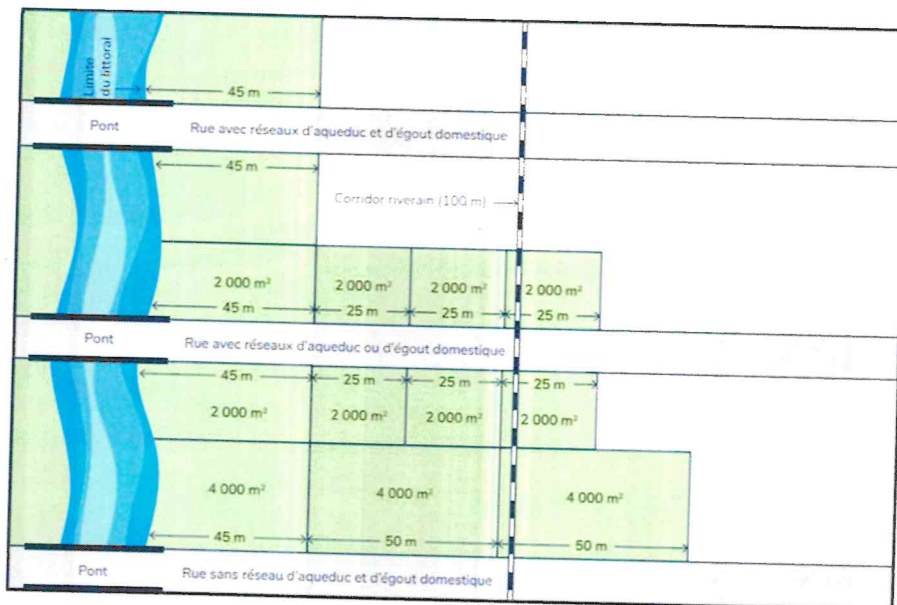 Limite
du littoral
45 m
Pont
Rue avec réseaux d'aqueduc et d'égout domestique
45 m
Corridor riverain (100 m)
2 000 m²
2 000 m²
2 000 m²
2 000 m²
45 m
25 m
25 m
25 m
Pont
Rue avec réseaux d'aqueduc ou d'égout domestique
45 m
25 m
25 m
25 m
2 000 m²
2 000 m²
2 000 m²
2 000 m²
4 000 m²
4 000 m²
4 000 m²
45 m
50 m
50 m
Pont
Rue sans réseau d'aqueduc et d'égout domestique